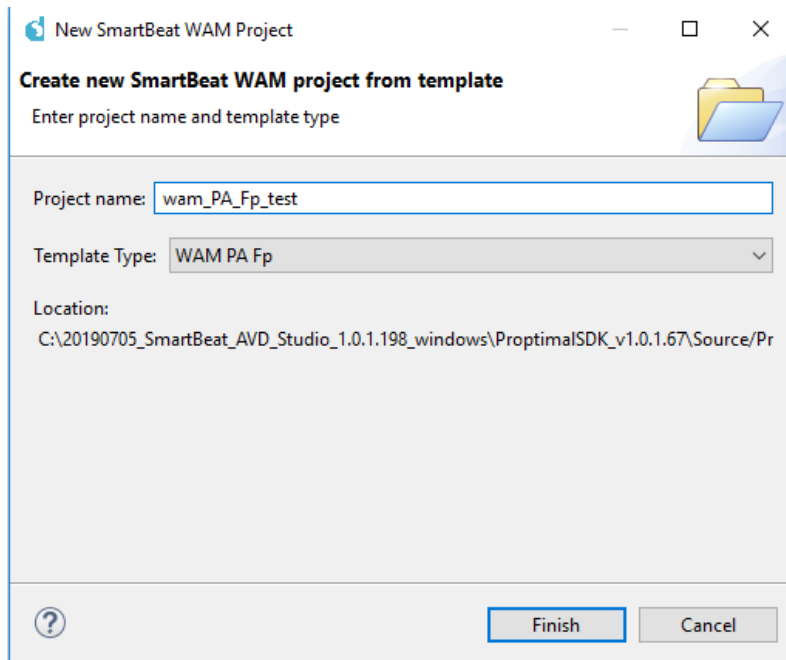 New SmartBeat WAM Project
Create new SmartBeat WAM project from template
Enter project name and template type
Project name: wam_PA_Fp_test
Template Type: WAM PA Fp
Location:
C:\20190705_SmartBeat_AVD_Studio_1.0.1.198_windows\ProptimalSDK_v1.0.1.67\Source/Pr
? Finish Cancel